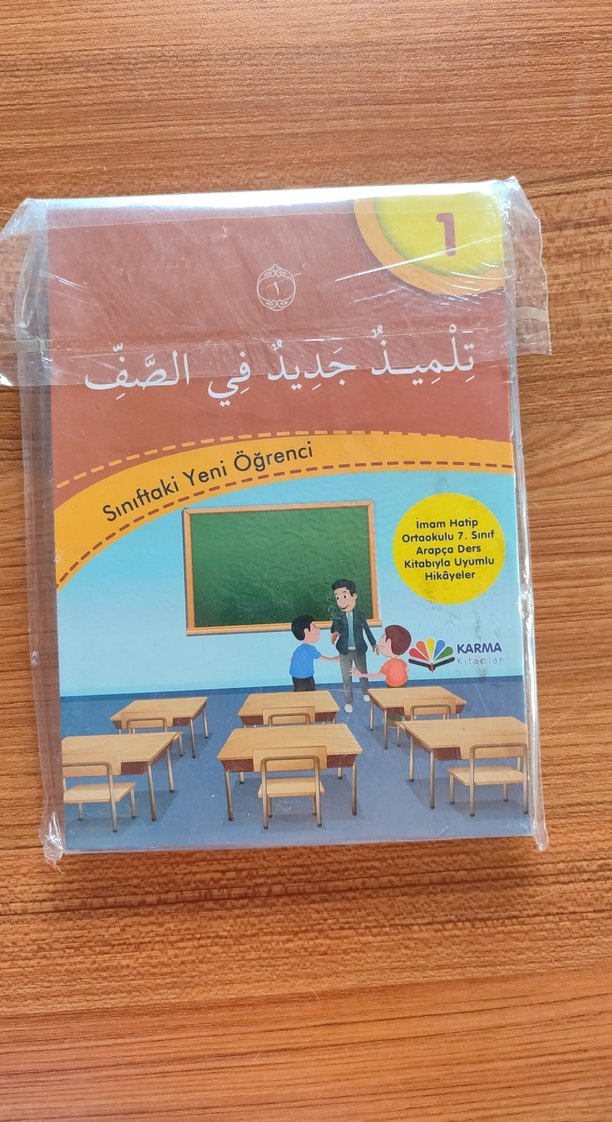 1
١
تِلْمِيـذٌ جَدِيدٌ فِي الصَّفِّ
Sınıftaki Yeni Öğrenci
İmam Hatip
Ortaokulu 7. Sınıf
Arapça Ders
Kitabıyla Uyumlu
Hikâyeler
KARMA
Kitaplar